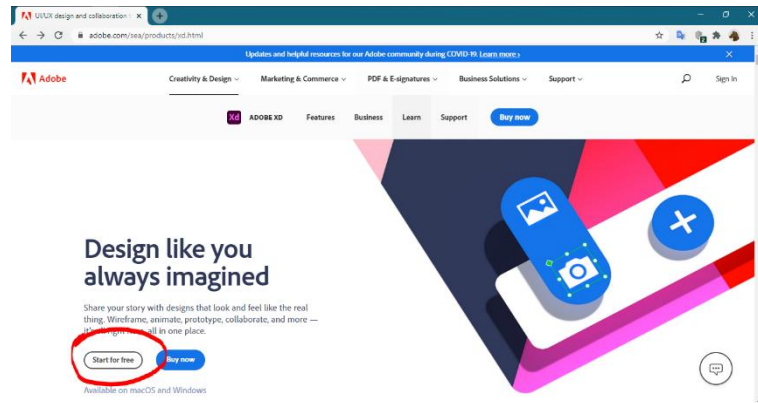 UI/UX design and collaboration
adobe.com/sea/products/xd.html
Updates and helpful resources for our Adobe community during COVID-19. Learn more ›
×
Adobe
Creativity & Design
Marketing & Commerce
PDF & E-signatures
Business Solutions
Support
Sign In
Xd ADOBE XD
Features
Business
Learn
Support
Buy now
Design like you
always imagined
Share your story with designs that look and feel like the real
thing. Wireframe, animate, prototype, collaborate, and more —
all in one place.
Start for free
Buy now
Available on macOS and Windows